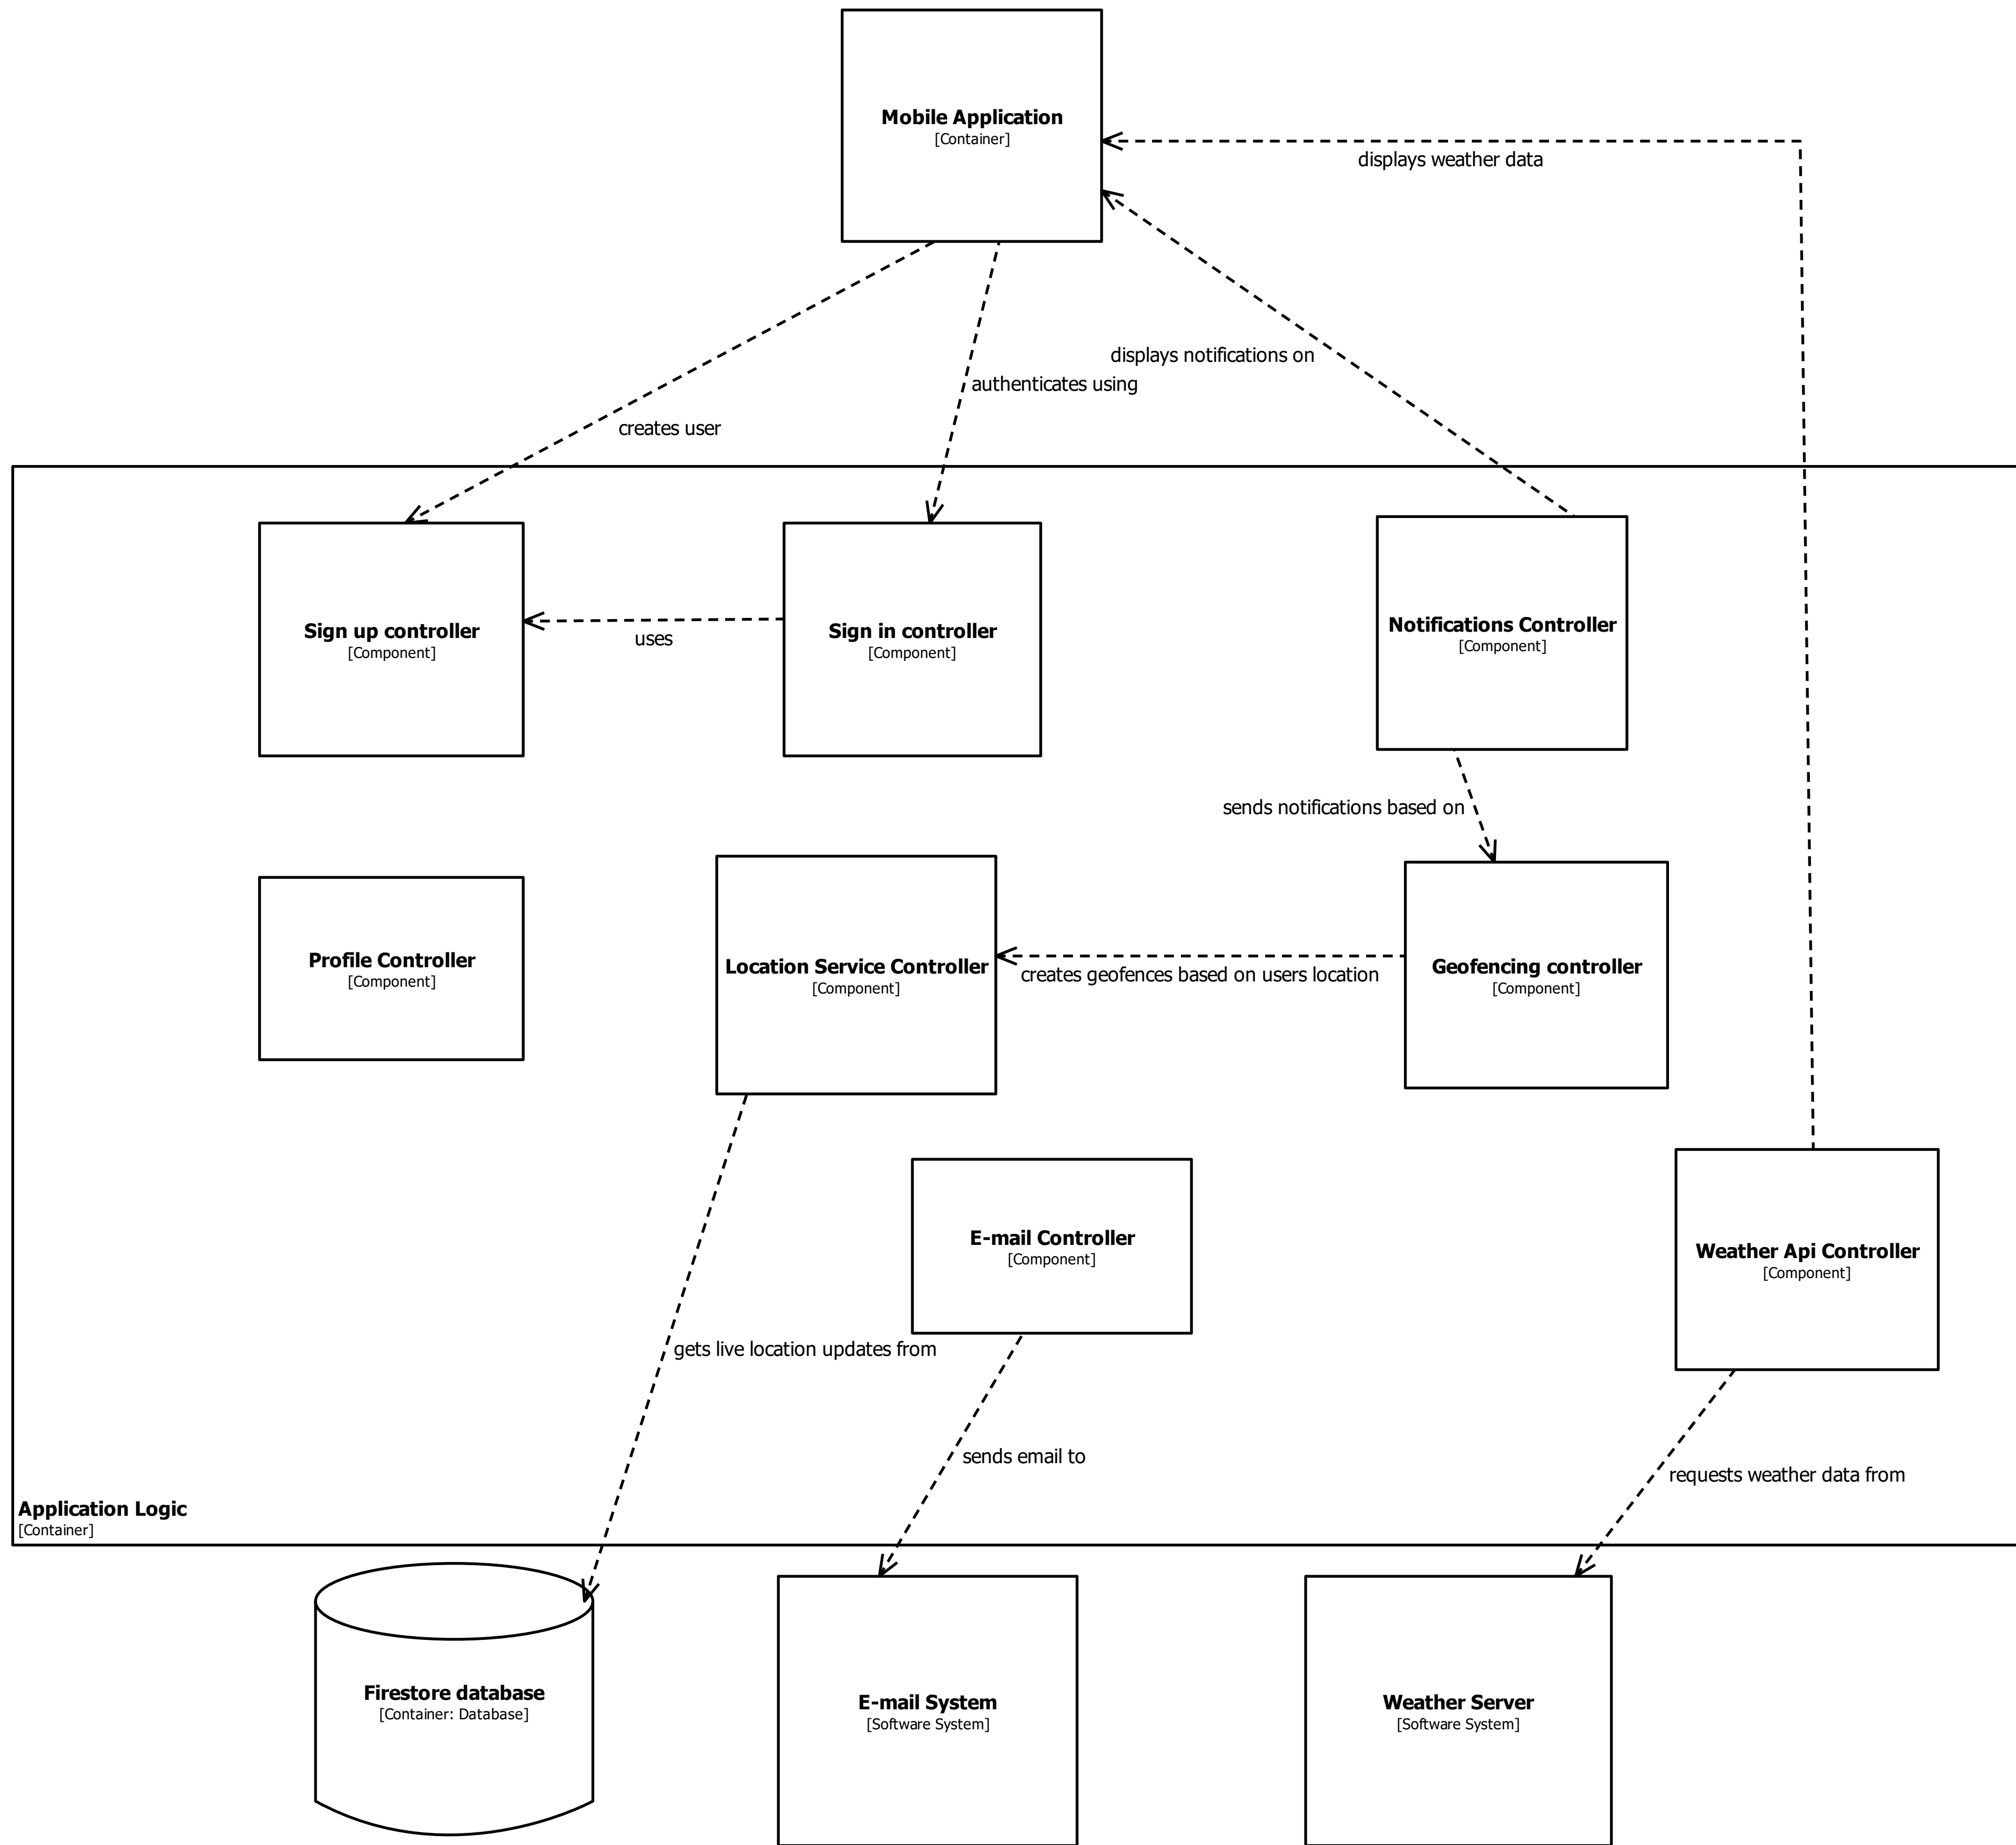 Mobile Application
[Container]
displays weather data
displays notifications on
authenticates using
creates user
Sign up controller
[Component]
uses
Sign in controller
[Component]
Notifications Controller
[Component]
sends notifications based on
Profile Controller
[Component]
Location Service Controller
[Component]
creates geofences based on users location
Geofencing controller
[Component]
E-mail Controller
[Component]
Weather Api Controller
[Component]
gets live location updates from
sends email to
requests weather data from
Application Logic
[Container]
Firestore database
[Container: Database]
E-mail System
[Software System]
Weather Server
[Software System]